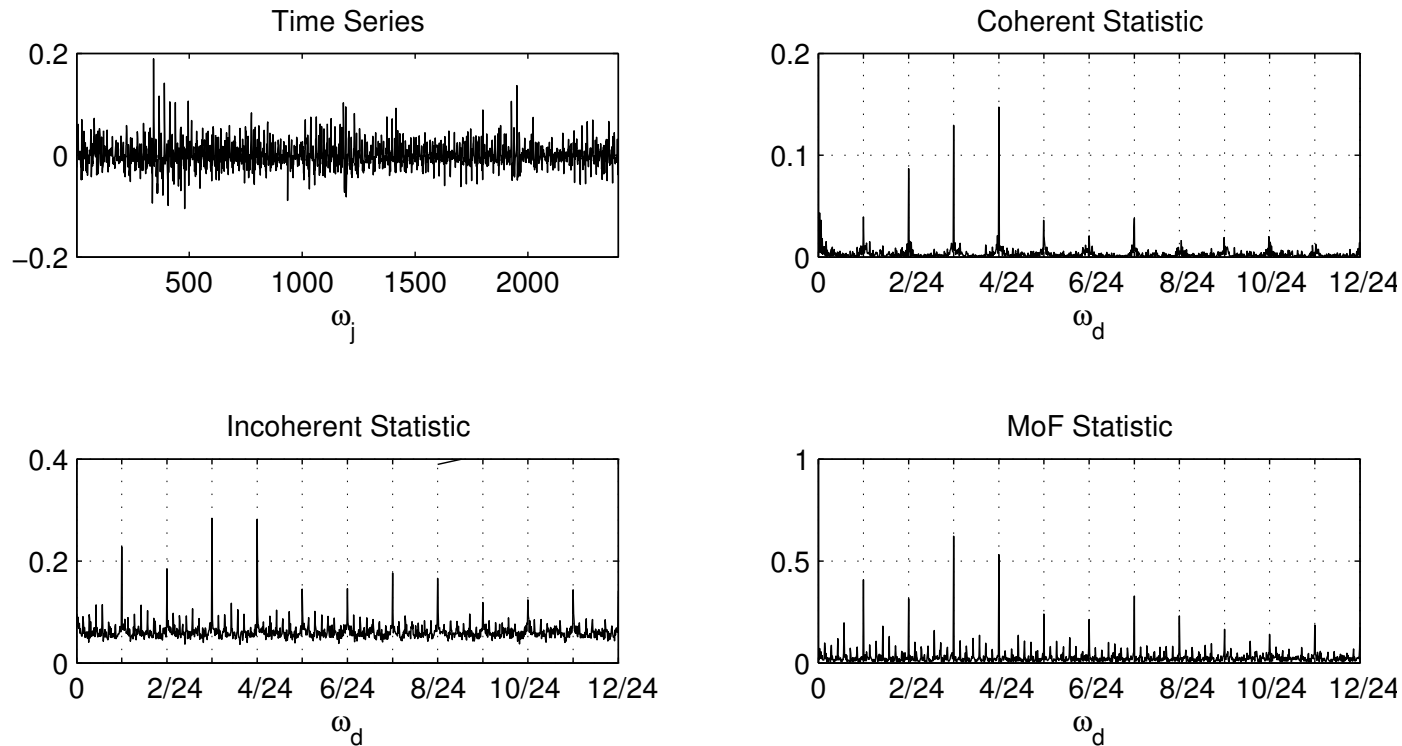 Time Series
0.2
0
−0.2
500 1000 1500 2000
ω_j
Coherent Statistic
0.2
0.1
0
0 2/24 4/24 6/24 8/24 10/24 12/24
ω_d
Incoherent Statistic
0.4
0.2
0
0 2/24 4/24 6/24 8/24 10/24 12/24
ω_d
MoF Statistic
1
0.5
0
0 2/24 4/24 6/24 8/24 10/24 12/24
ω_d